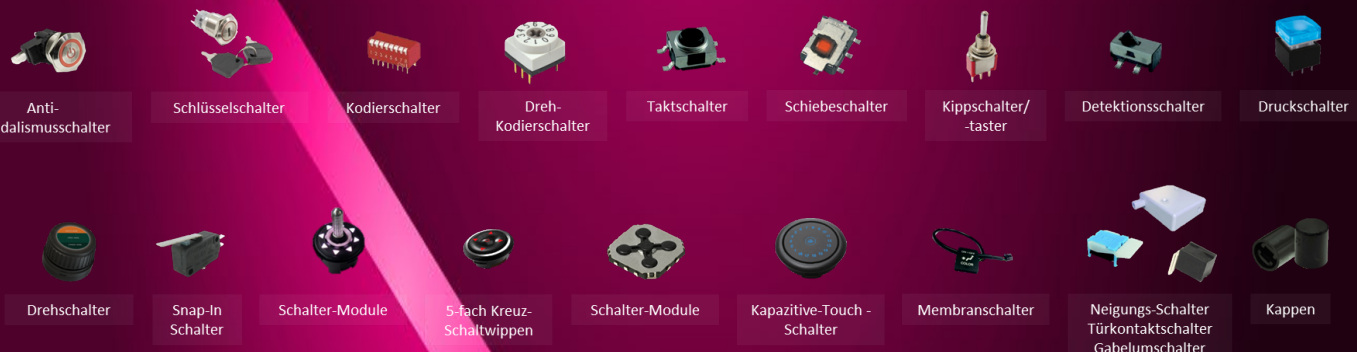 Anti-
dalismusschalter
Schlüsselschalter
Kodierschalter
Dreh-
Kodierschalter
Taktschalter
Schiebeschalter
Kippschalter/
-taster
Detektionsschalter
Druckschalter
Drehschalter
Snap-In
Schalter
Schalter-Module
5-fach Kreuz-
Schaltwippen
Schalter-Module
Kapazitive-Touch -
Schalter
Membranschalter
Neigungs-Schalter
Türkontaktschalter
Gabelumschalter
Kappen